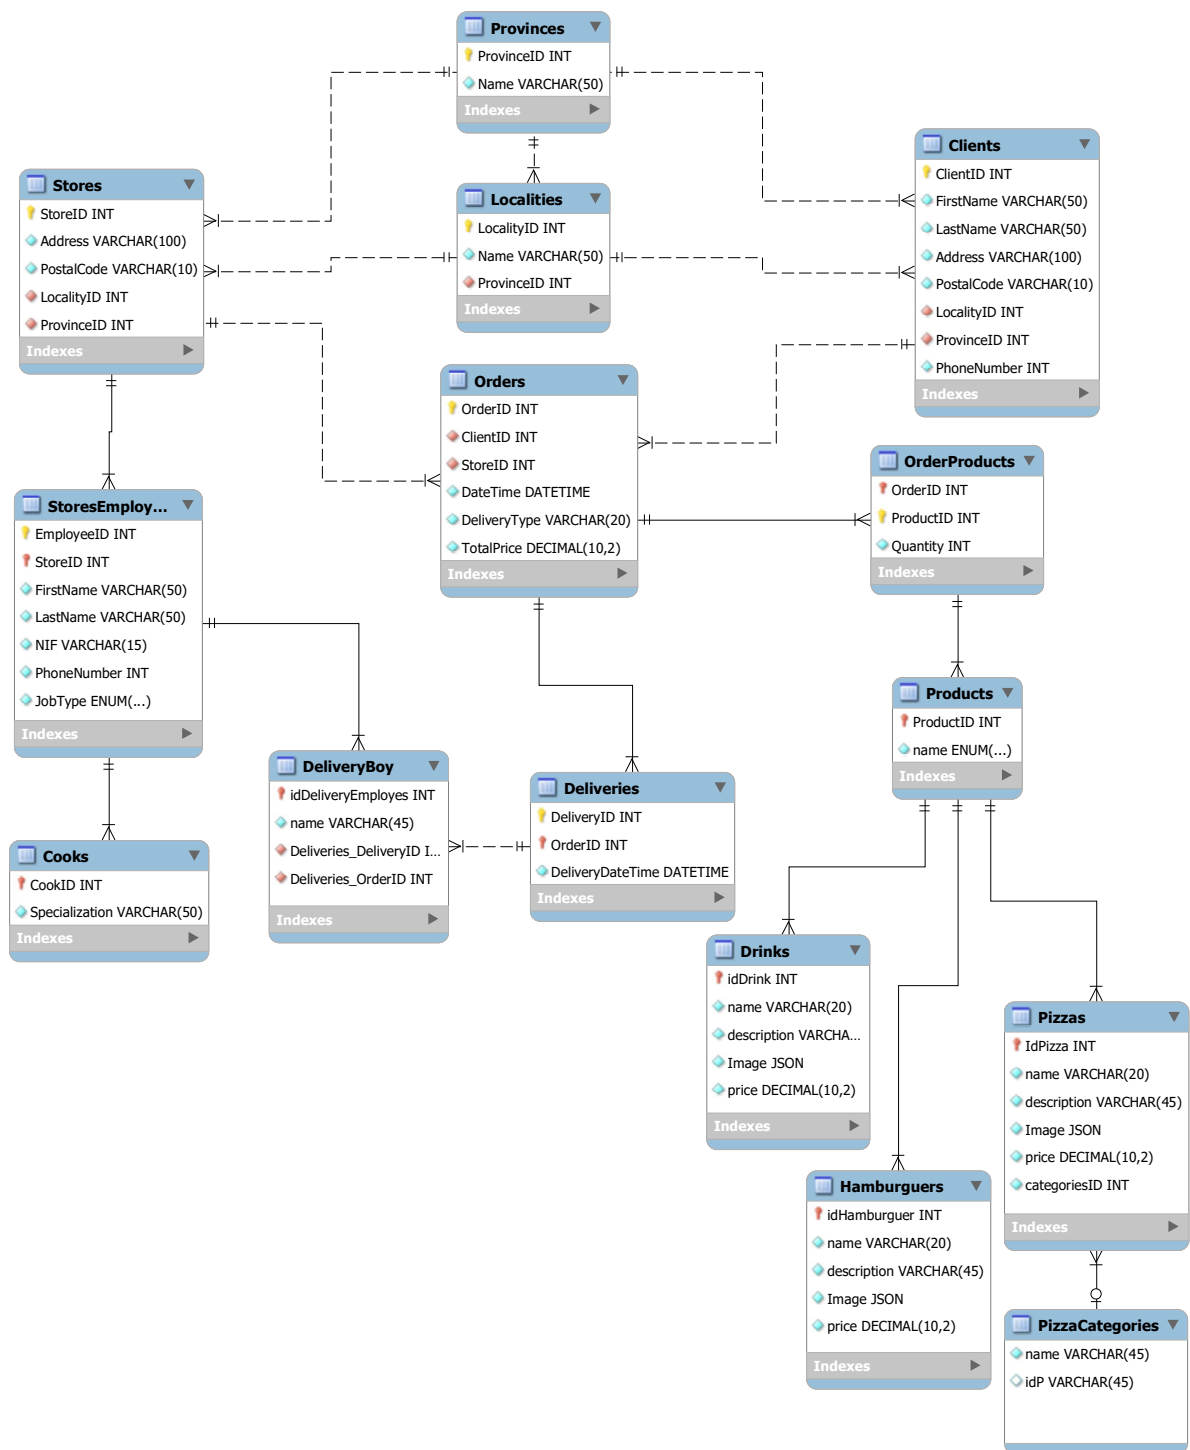 Provinces
ProvinceID INT
Name VARCHAR(50)
Indexes
Stores
StoreID INT
Address VARCHAR(100)
PostalCode VARCHAR(10)
LocalityID INT
ProvinceID INT
Indexes
Localities
LocalityID INT
Name VARCHAR(50)
ProvinceID INT
Indexes
Clients
ClientID INT
FirstName VARCHAR(50)
LastName VARCHAR(50)
Address VARCHAR(100)
PostalCode VARCHAR(10)
LocalityID INT
ProvinceID INT
PhoneNumber INT
Indexes
Orders
OrderID INT
ClientID INT
StoreID INT
DateTime DATETIME
DeliveryType VARCHAR(20)
TotalPrice DECIMAL(10,2)
Indexes
OrderProducts
OrderID INT
ProductID INT
Quantity INT
Indexes
StoresEmploy...
EmployeeID INT
StoreID INT
FirstName VARCHAR(50)
LastName VARCHAR(50)
NIF VARCHAR(15)
PhoneNumber INT
JobType ENUM(...)
Indexes
Products
ProductID INT
name ENUM(...)
Indexes
DeliveryBoy
idDeliveryEmployes INT
name VARCHAR(45)
Deliveries_DeliveryID I...
Deliveries_OrderID INT
Indexes
Deliveries
DeliveryID INT
OrderID INT
DeliveryDateTime DATETIME
Indexes
Cooks
CookID INT
Specialization VARCHAR(50)
Indexes
Drinks
idDrink INT
name VARCHAR(20)
description VARCHA...
Image JSON
price DECIMAL(10,2)
Indexes
Pizzas
IdPizza INT
name VARCHAR(20)
description VARCHAR(45)
Image JSON
price DECIMAL(10,2)
categoriesID INT
Indexes
Hamburguers
idHamburguer INT
name VARCHAR(20)
description VARCHAR(45)
Image JSON
price DECIMAL(10,2)
Indexes
PizzaCategories
name VARCHAR(45)
idP VARCHAR(45)